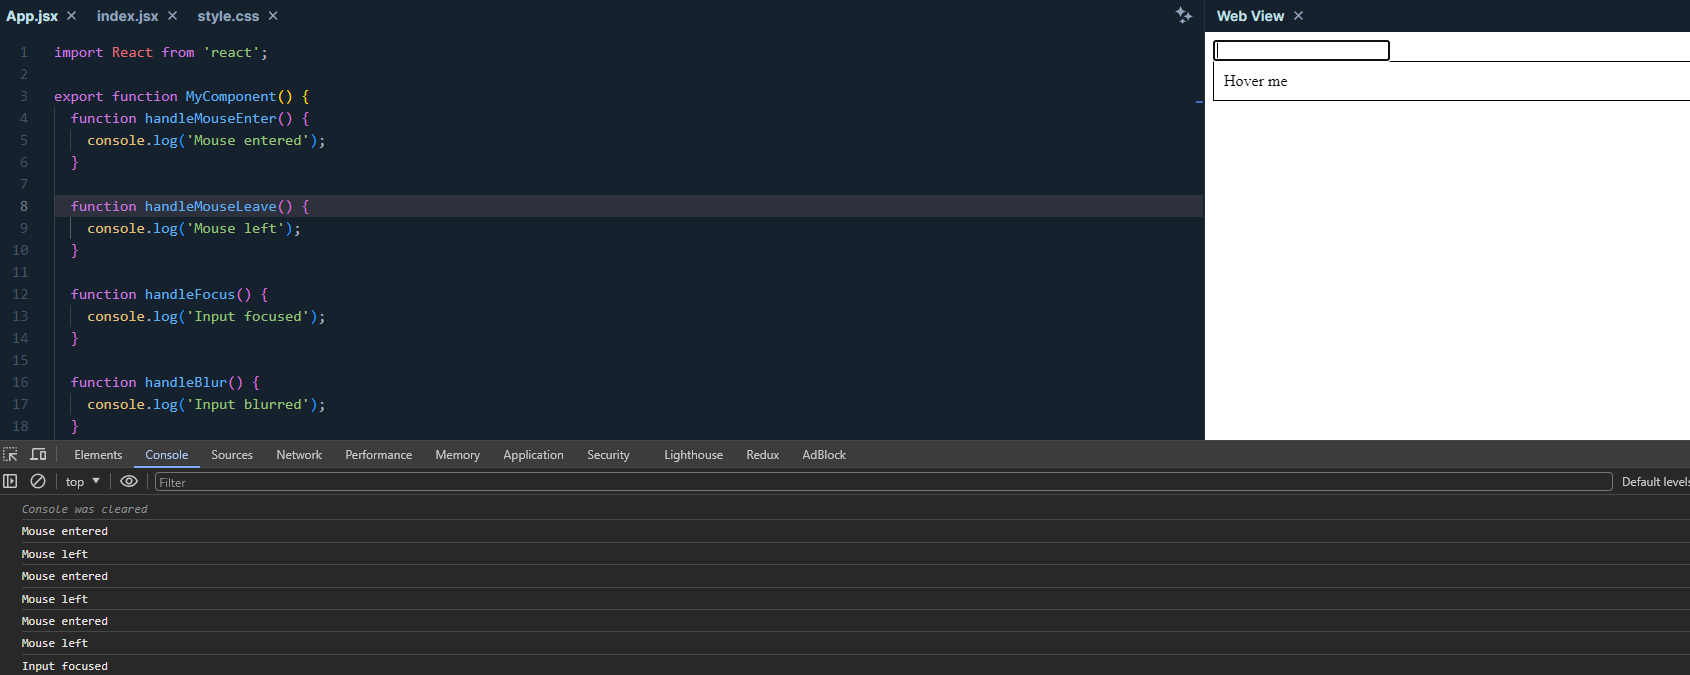 App.jsx × index.jsx × style.css ×
1 import React from 'react';
2
3 export function MyComponent() {
4 function handleMouseEnter() {
5 console.log('Mouse entered');
6 }
7
8 function handleMouseLeave() {
9 console.log('Mouse left');
10 }
11
12 function handleFocus() {
13 console.log('Input focused');
14 }
15
16 function handleBlur() {
17 console.log('Input blurred');
18 }
Web View ×
Hover me
Elements Console Sources Network Performance Memory Application Security Lighthouse Redux AdBlock
top ▼ Filter Default levels
Console was cleared
Mouse entered
Mouse left
Mouse entered
Mouse left
Mouse entered
Mouse left
Input focused